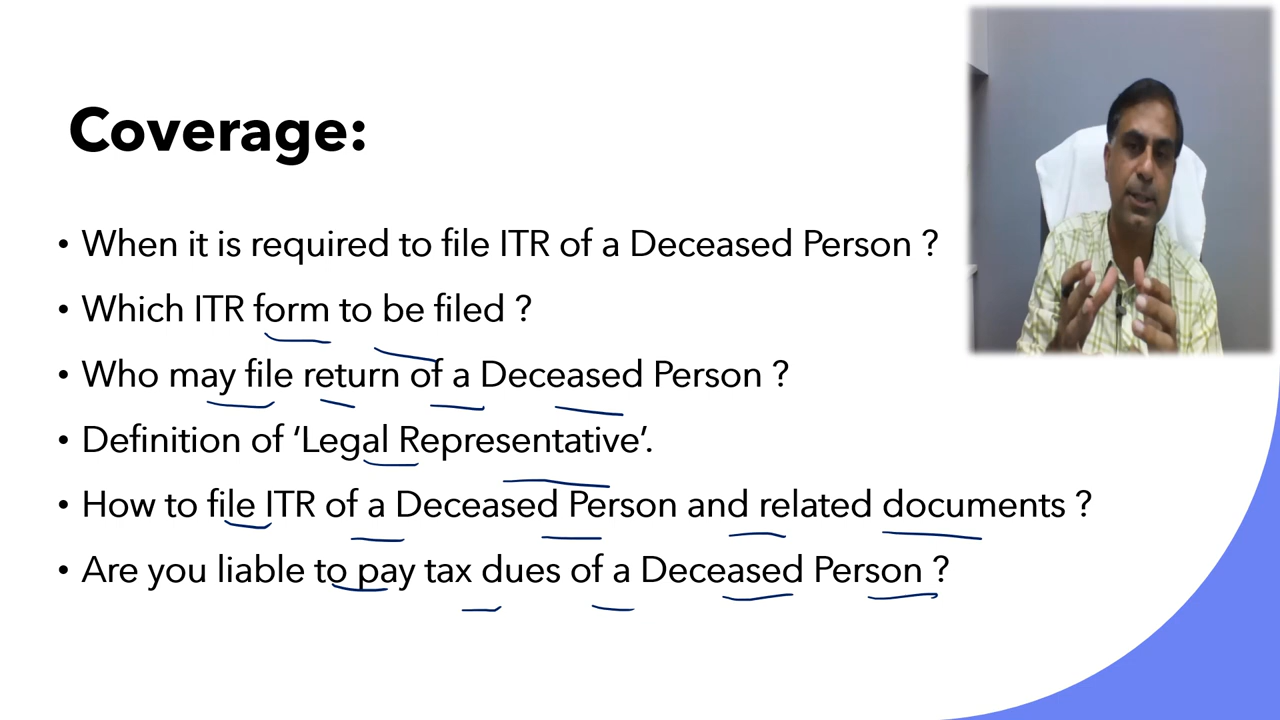 Coverage:
• When it is required to file ITR of a Deceased Person ?
• Which ITR form to be filed ?
• Who may file return of a Deceased Person ?
• Definition of ‘Legal Representative’.
• How to file ITR of a Deceased Person and related documents ?
• Are you liable to pay tax dues of a Deceased Person ?